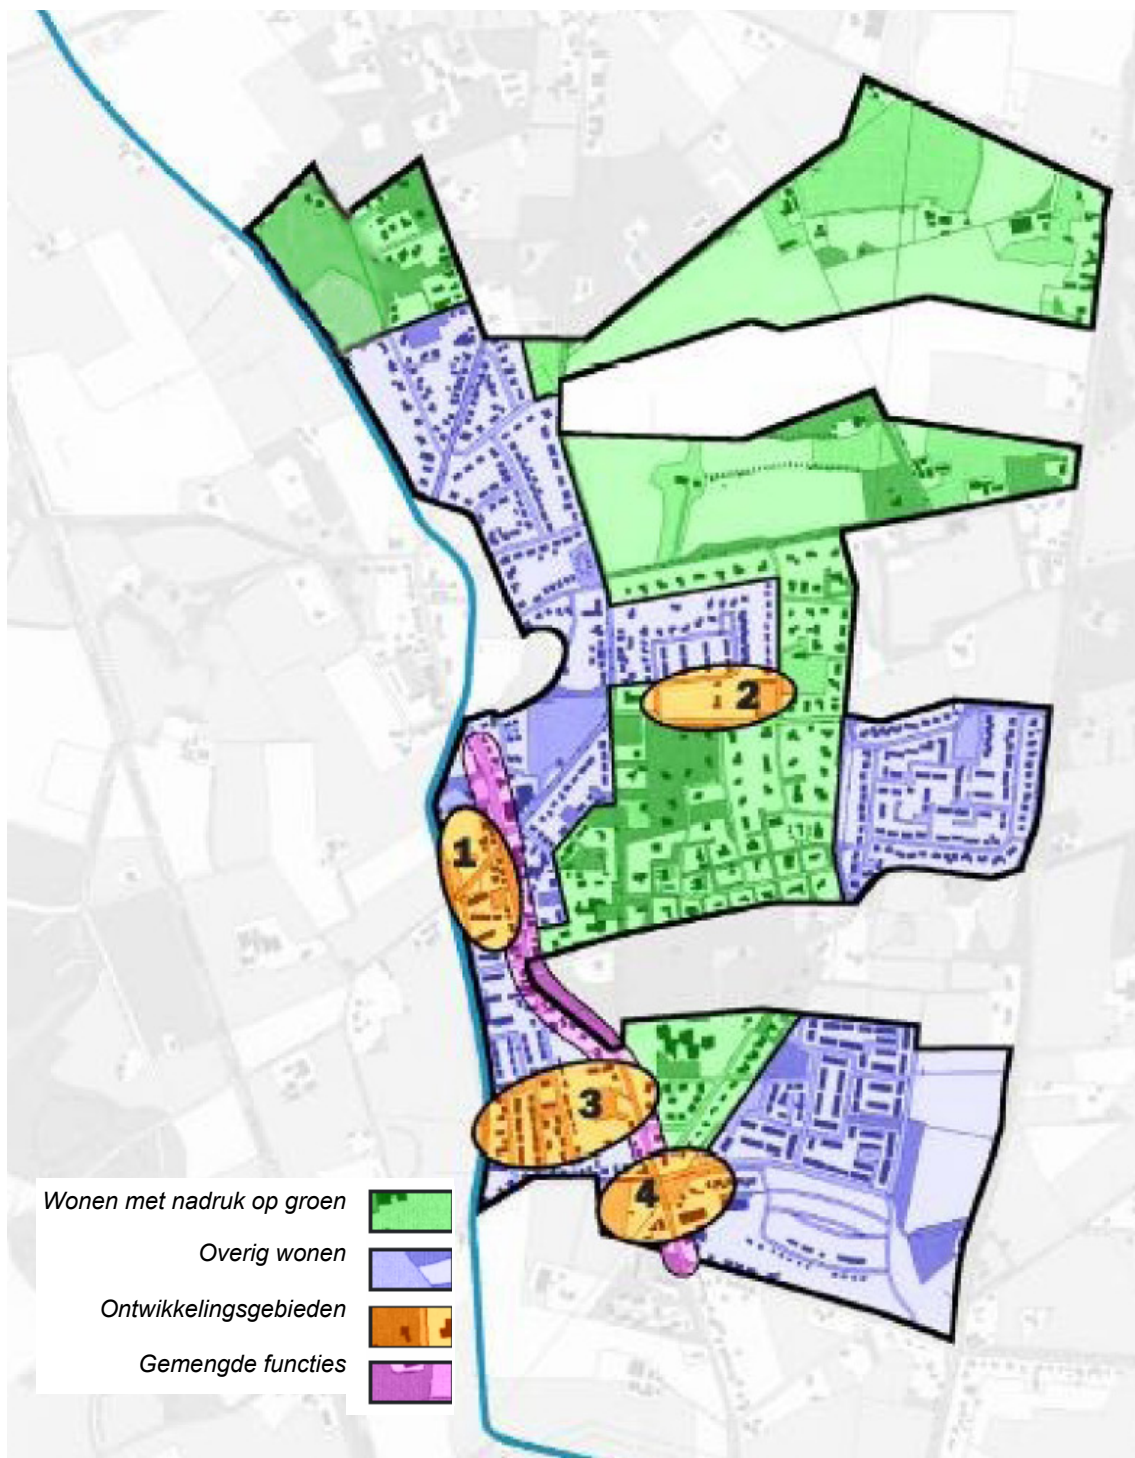 2
1
3
4
Wonen met nadruk op groen
Overig wonen
Ontwikkelingsgebieden
Gemengde functies